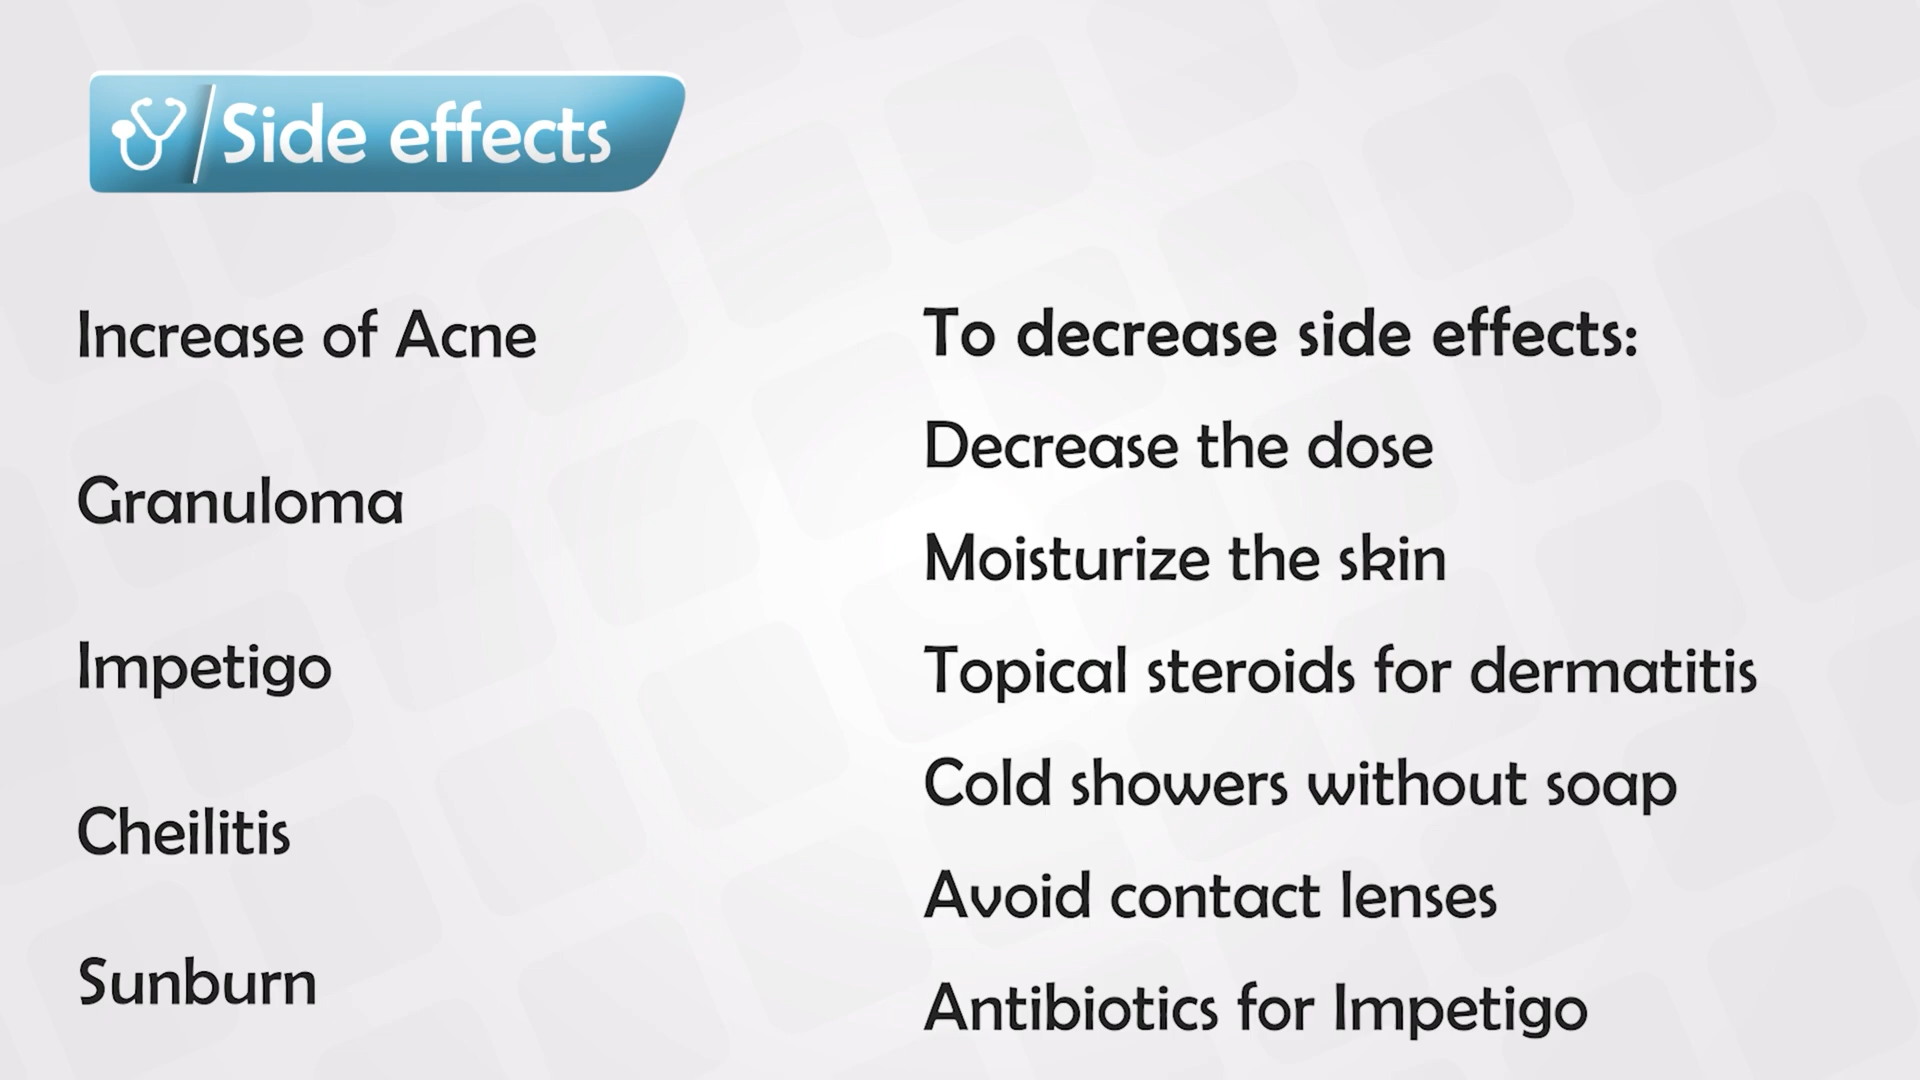 Side effects
Increase of Acne
Granuloma
Impetigo
Cheilitis
Sunburn
To decrease side effects:
Decrease the dose
Moisturize the skin
Topical steroids for dermatitis
Cold showers without soap
Avoid contact lenses
Antibiotics for Impetigo